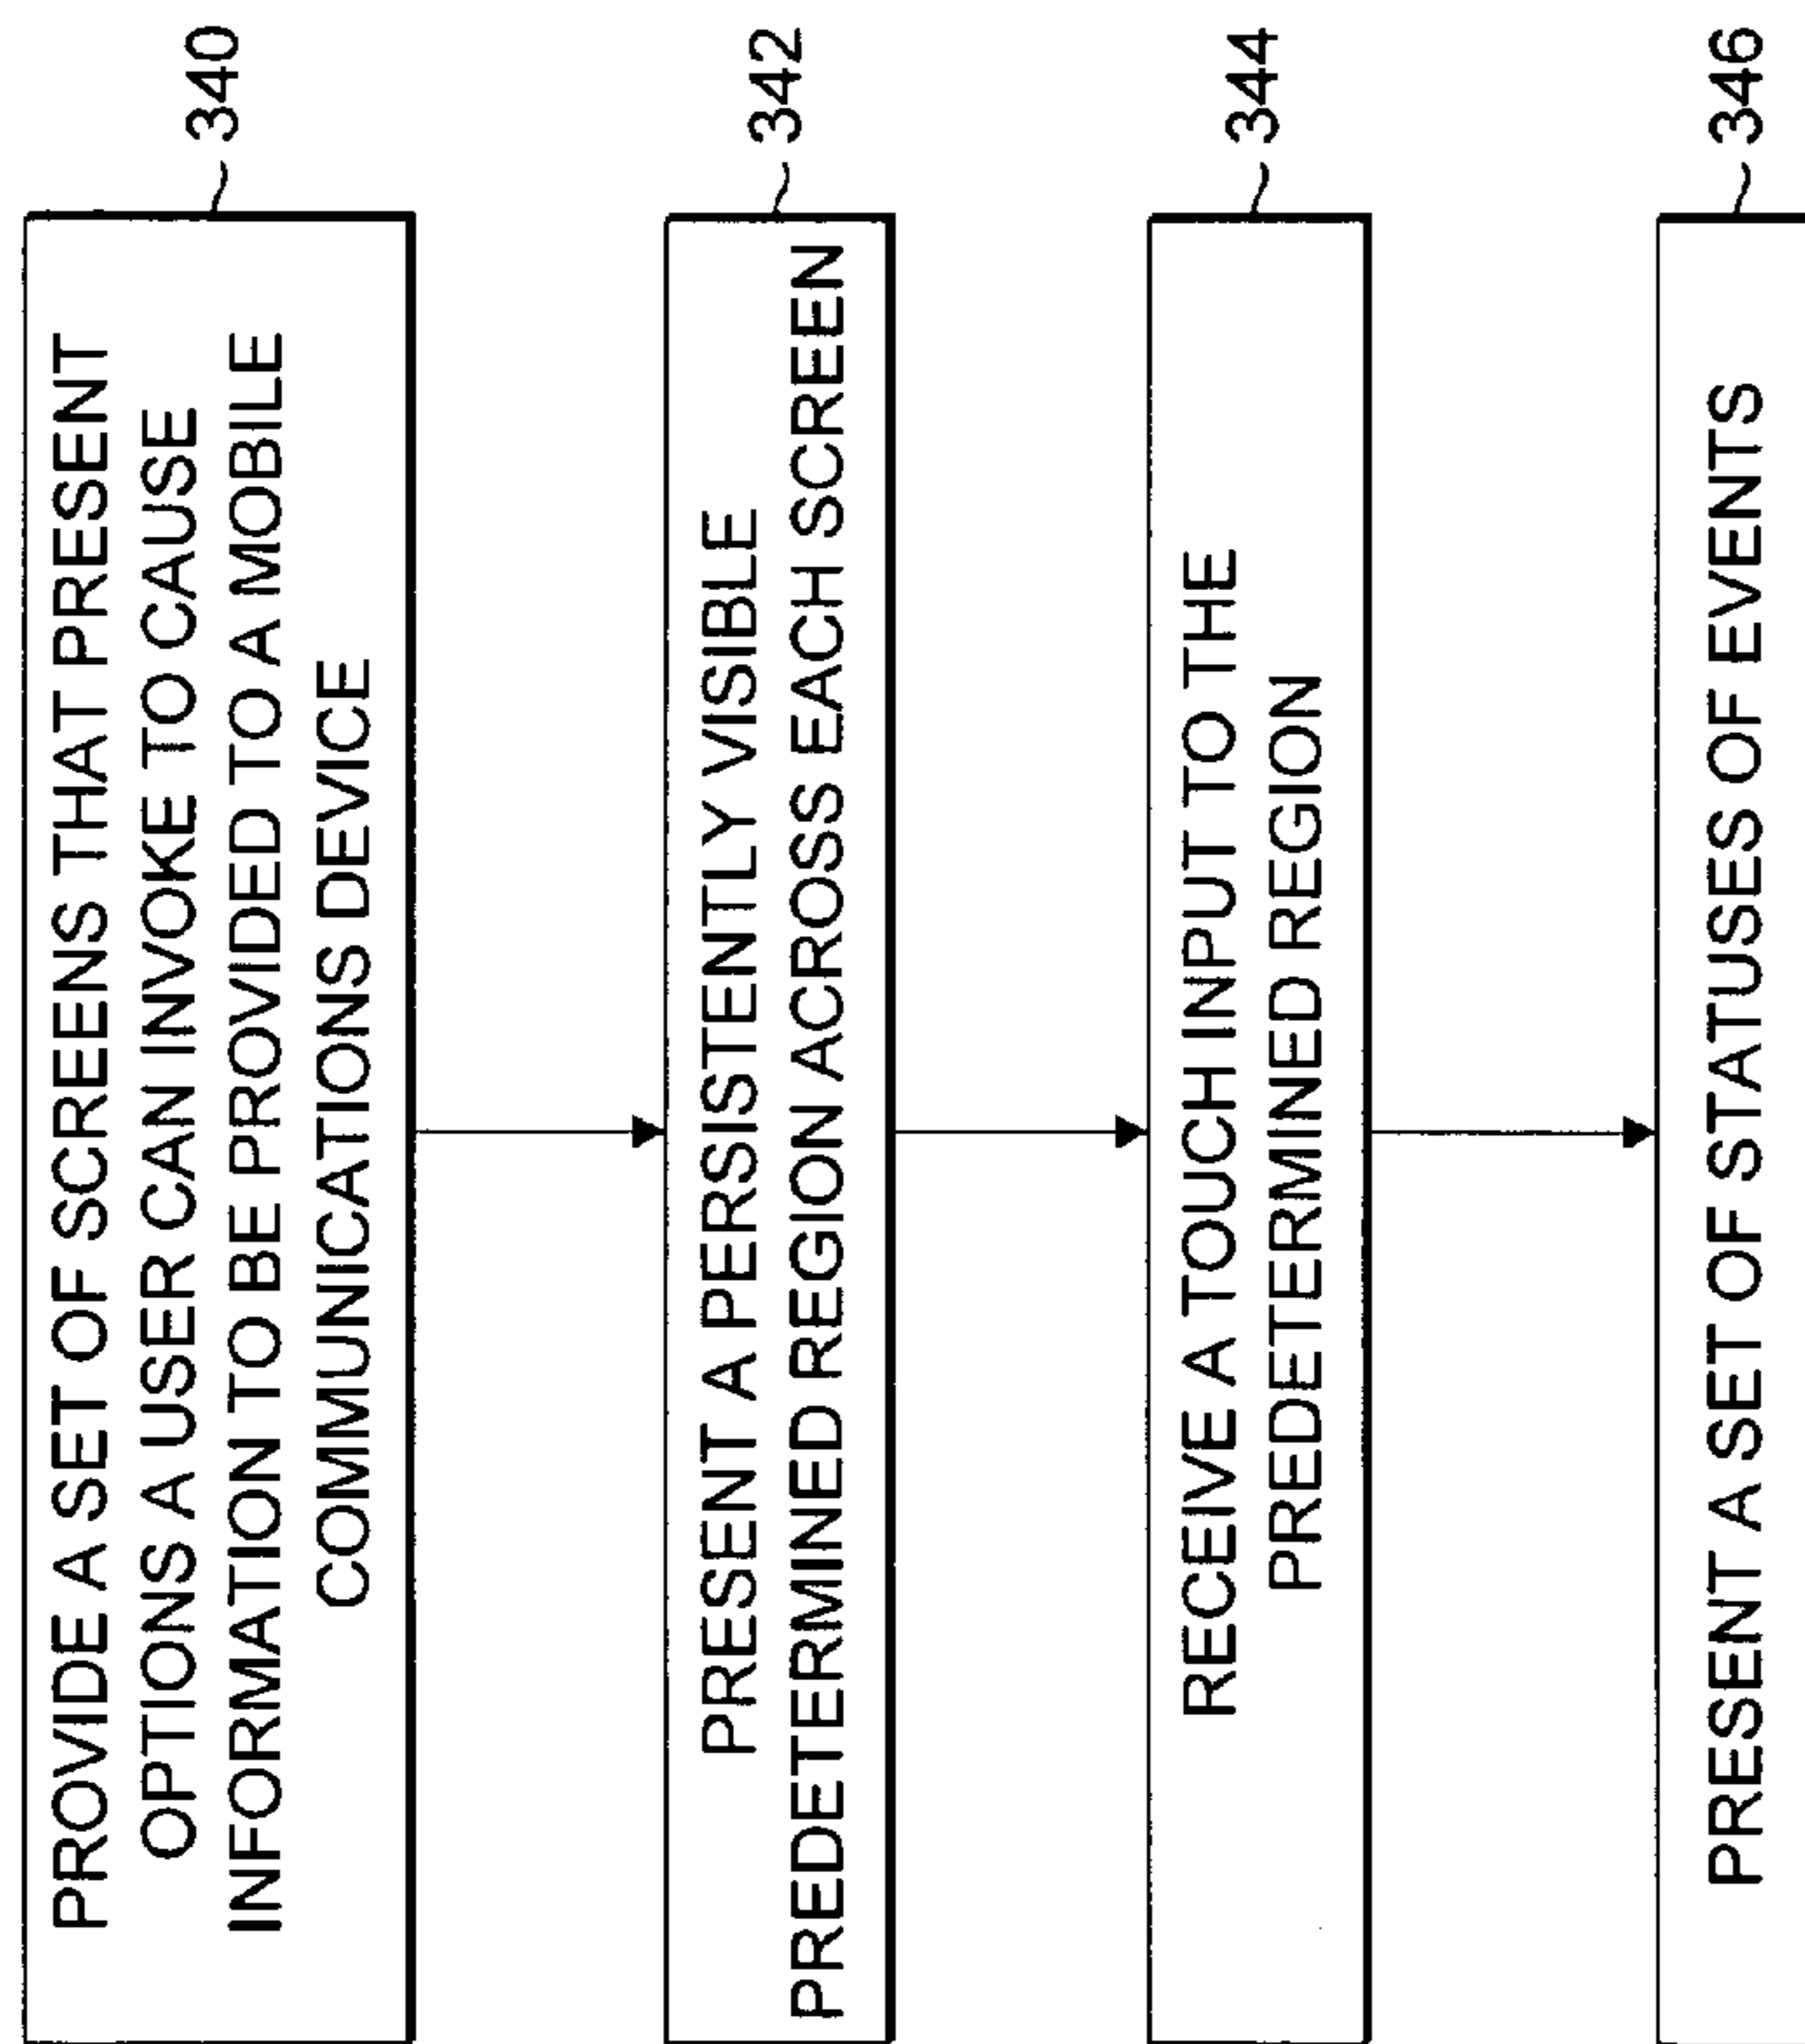 PROVIDE A SET OF SCREENS THAT PRESENT
OPTIONS A USER CAN INVOKE TO CAUSE
INFORMATION TO BE PROVIDED TO A MOBILE
COMMUNICATIONS DEVICE
340
PRESENT A PERSISTENTLY VISIBLE
PREDETERMINED REGION ACROSS EACH SCREEN
342
RECEIVE A TOUCH INPUT TO THE
PREDETERMINED REGION
344
PRESENT A SET OF STATUSES OF EVENTS
346